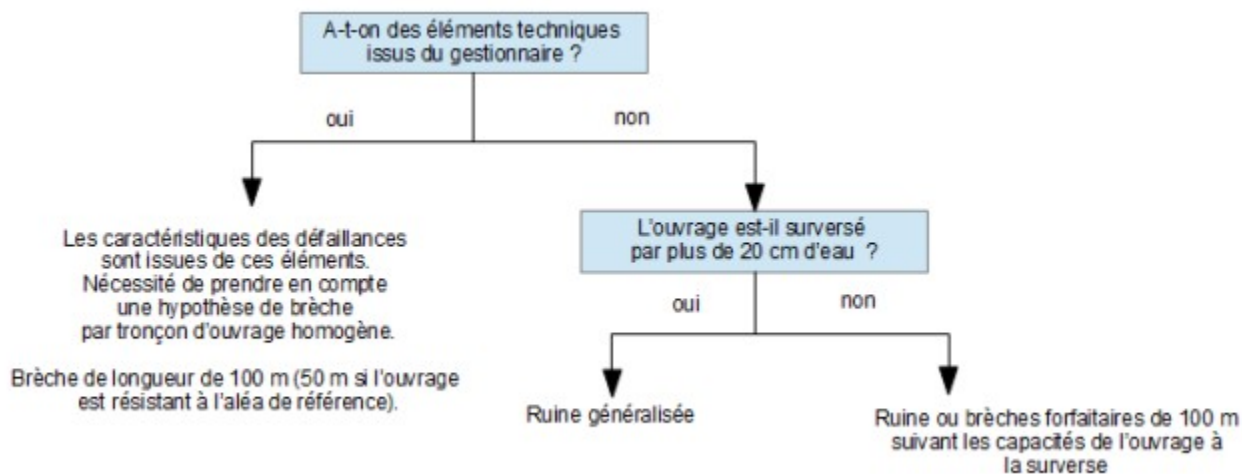 A-t-on des éléments techniques
issus du gestionnaire ?
oui
non
Les caractéristiques des défaillances
sont issues de ces éléments.
Nécessité de prendre en compte
une hypothèse de brèche
par tronçon d'ouvrage homogène.
Brèche de longueur de 100 m (50 m si l'ouvrage
est résistant à l'aléa de référence).
L'ouvrage est-il surversé
par plus de 20 cm d'eau ?
oui
non
Ruine généralisée
Ruine ou brèches forfaitaires de 100 m
suivant les capacités de l'ouvrage à
la surverse